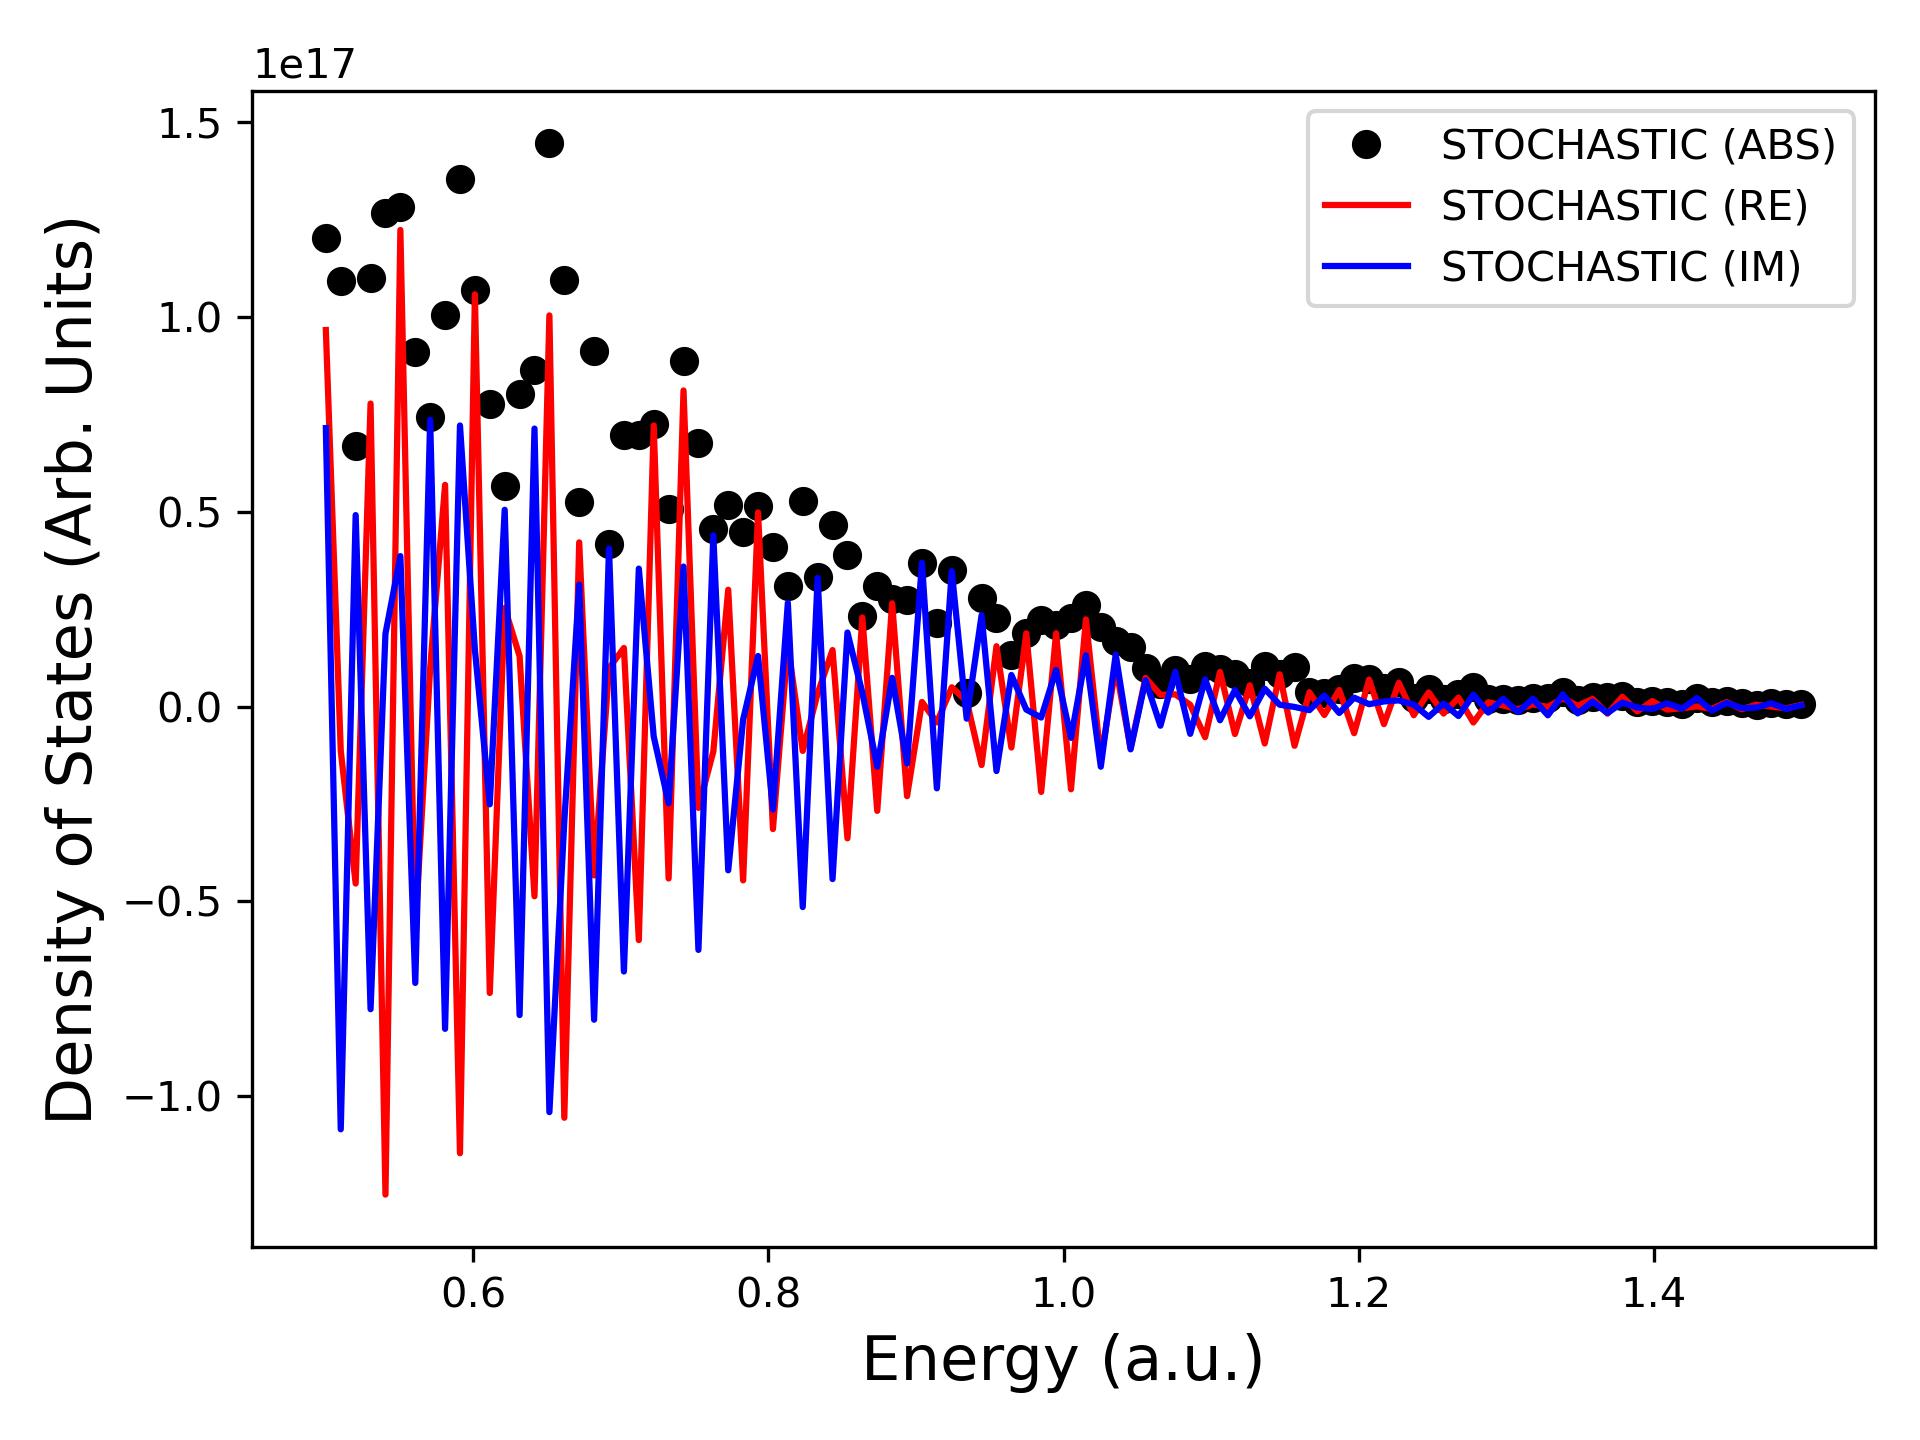 1e17
1.5
1.0
0.5
0.0
−0.5
−1.0
Density of States (Arb. Units)
STOCHASTIC (ABS)
STOCHASTIC (RE)
STOCHASTIC (IM)
0.6 0.8 1.0 1.2 1.4
Energy (a.u.)